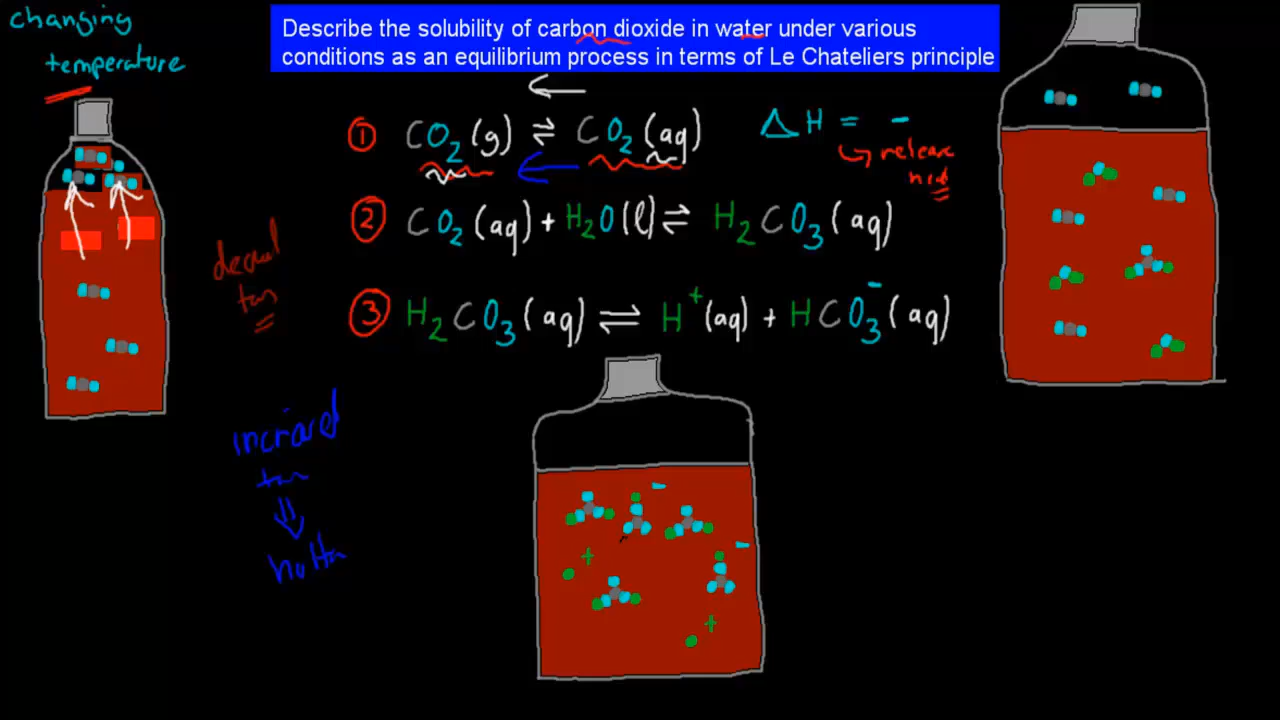 changing
temperature
Describe the solubility of carbon dioxide in water under various
conditions as an equilibrium process in terms of Le Chateliers principle
① CO₂(g) ⇌ CO₂(aq)
ΔH = -
↳ release
heat
② CO₂(aq) + H₂O(l) ⇌ H₂CO₃(aq)
③ H₂CO₃(aq) ⇌ H⁺(aq) + HCO₃⁻(aq)